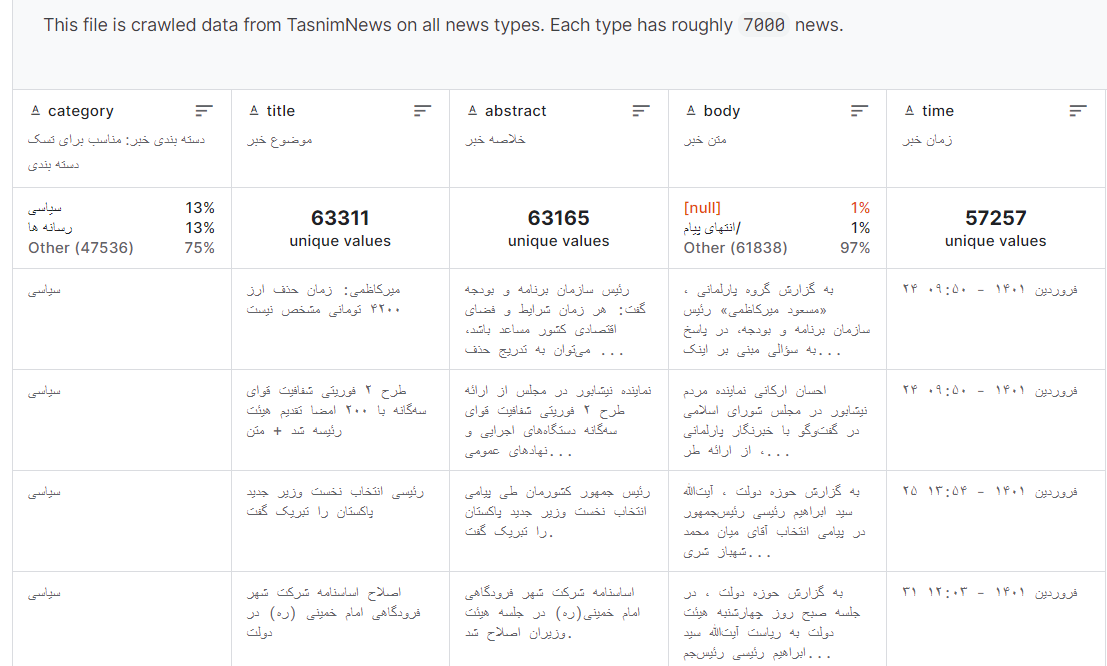 This file is crawled data from TasnimNews on all news types. Each type has roughly 7000 news.
category
دسته بندی خبر: مناسب برای تسک
دسته بندی
title
موضوع خبر
abstract
خلاصه خبر
body
متن خبر
time
زمان خبر
سیاسی 13%
رسانه ها 13%
Other (47536) 75%
63311
unique values
63165
unique values
[null] 1%
انتهای پیام/ 1%
Other (61838) 97%
57257
unique values
سیاسی
میرکاظمی: زمان حذف ارز
۴۲۰۰ تومانی مشخص نیست
رئیس سازمان برنامه و بودجه
گفت: هر زمان شرایط و فضای
اقتصادی کشور مساعد باشد،
می‌توان به تدریج حذف ...
به گزارش گروه پارلمانی ،
«مسعود میرکاظمی» رئیس
سازمان برنامه و بودجه، در پاسخ
به سؤالی مبنی بر اینک...
۲۴ فروردین ۱۴۰۱ - ۰۹:۵۰
سیاسی
طرح ۲ فوریتی شفافیت قوای
سه‌گانه با ۲۰۰ امضا تقدیم هیئت
رئیسه شد + متن
نماینده نیشابور در مجلس از ارائه
طرح ۲ فوریتی شفافیت قوای
سه‌گانه دستگاه‌های اجرایی و
نهادهای عمومی...
احسان ارکانی نماینده مردم
نیشابور در مجلس شورای اسلامی
در گفت‌وگو با خبرنگار پارلمانی
، از ارائه طر...
۲۴ فروردین ۱۴۰۱ - ۰۹:۵۰
سیاسی
رئیسی انتخاب نخست وزیر جدید
پاکستان را تبریک گفت
رئیس جمهور کشورمان طی پیامی
انتخاب نخست وزیر جدید پاکستان
را تبریک گفت.
به گزارش حوزه دولت ، آیت‌الله
سید ابراهیم رئیسی رئیس‌جمهور
در پیامی انتخاب آقای میان محمد
شهباز شری...
۲۵ فروردین ۱۴۰۱ - ۱۳:۵۴
سیاسی
اصلاح اساسنامه شرکت شهر
فرودگاهی امام خمینی (ره) در
دولت
اساسنامه شرکت شهر فرودگاهی
امام خمینی(ره) در جلسه هیئت
وزیران اصلاح شد.
به گزارش حوزه دولت ، در
جلسه صبح روز چهارشنبه هیئت
دولت به ریاست آیت‌الله سید
ابراهیم رئیسی رئیس‌جم...
۳۱ فروردین ۱۴۰۱ - ۱۲:۰۳